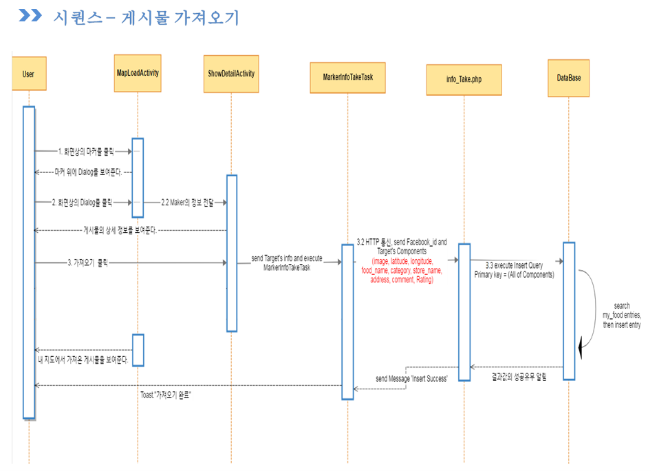 시퀀스 – 게시물 가져오기
User
MapLoadActivity
ShowDetailActivity
MarkerInfoTakeTask
info_Take.php
DataBase
1. 화면상의 마커를 클릭
마커 위에 Dialog를 보여준다.
2. 화면상의 Dialog를 클릭
2.2 Maker의 정보 전달
게시물의 상세 정보를 보여준다.
3. 가져오기 클릭
send Target's info and execute
MarkerInfoTakeTask
3.2 HTTP 통신, send Facebook_id and
Target's Components
(Image, latitude, longitude,
food_name, category, store_name,
address, comment, Rating)
3.3 execute Insert Query
Primary key = (All of Components)
search
my_food entries,
then insert entry
내 지도에서 가져온 게시물을 보여준다.
send Message 'Insert Success'
결과값의 성공유무 알림
Toast "가져오기 완료"